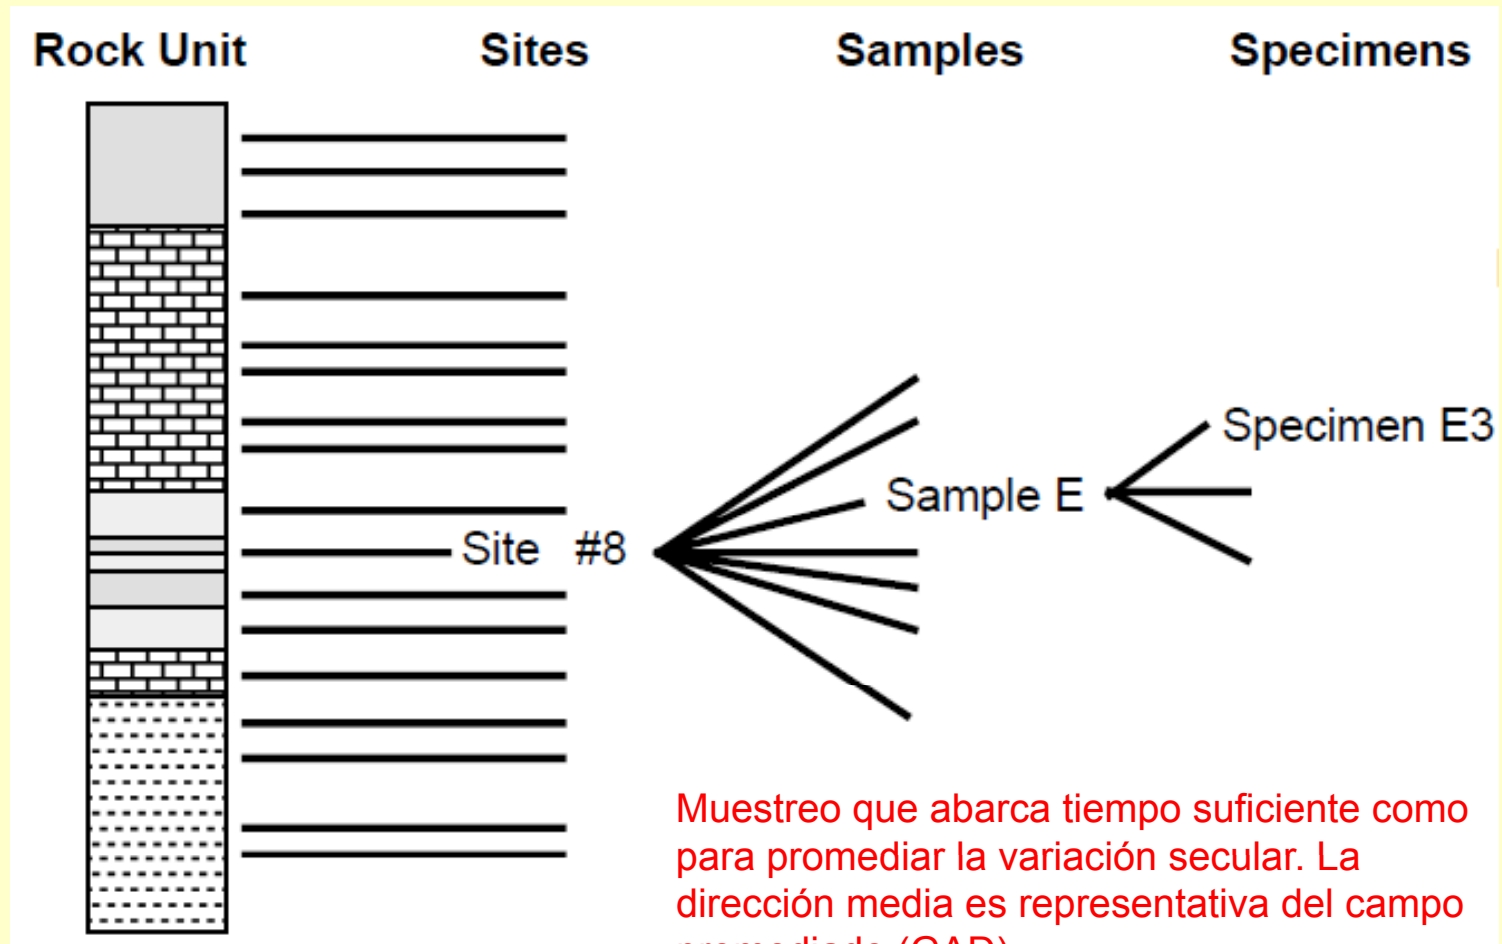 Rock Unit Sites Samples Specimens
Specimen E3
Sample E
Site #8
Muestreo que abarca tiempo suficiente como
para promediar la variación secular. La
dirección media es representativa del campo